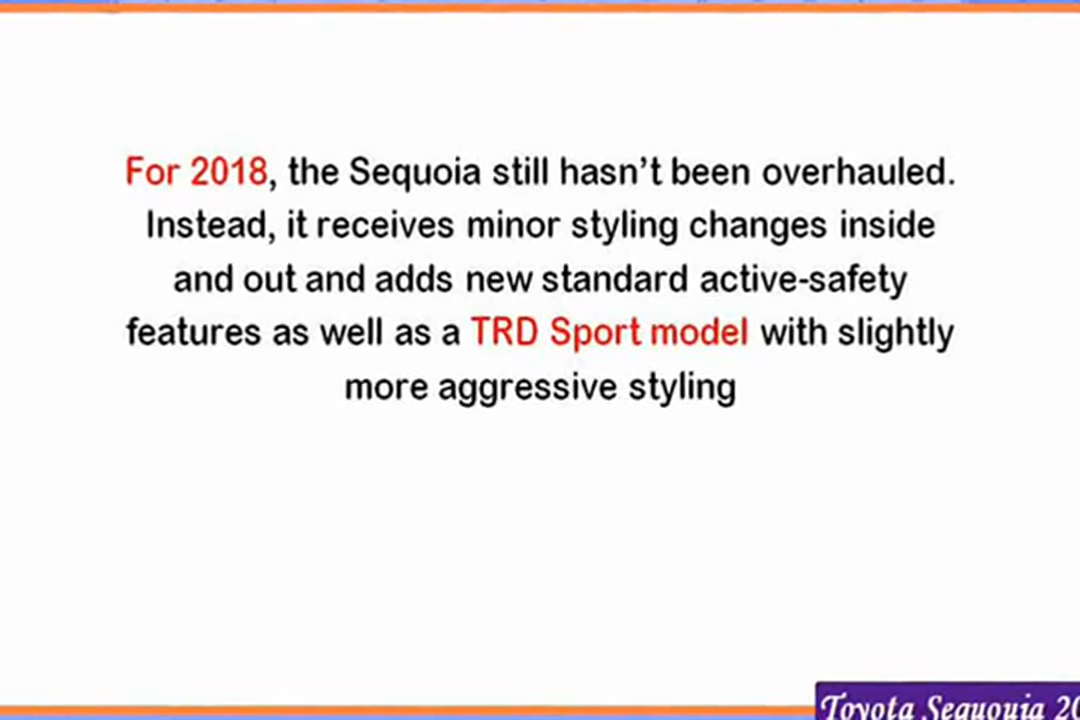 For 2018, the Sequoia still hasn't been overhauled.
Instead, it receives minor styling changes inside
and out and adds new standard active-safety
features as well as a TRD Sport model with slightly
more aggressive styling
Toyota Sequouia 20